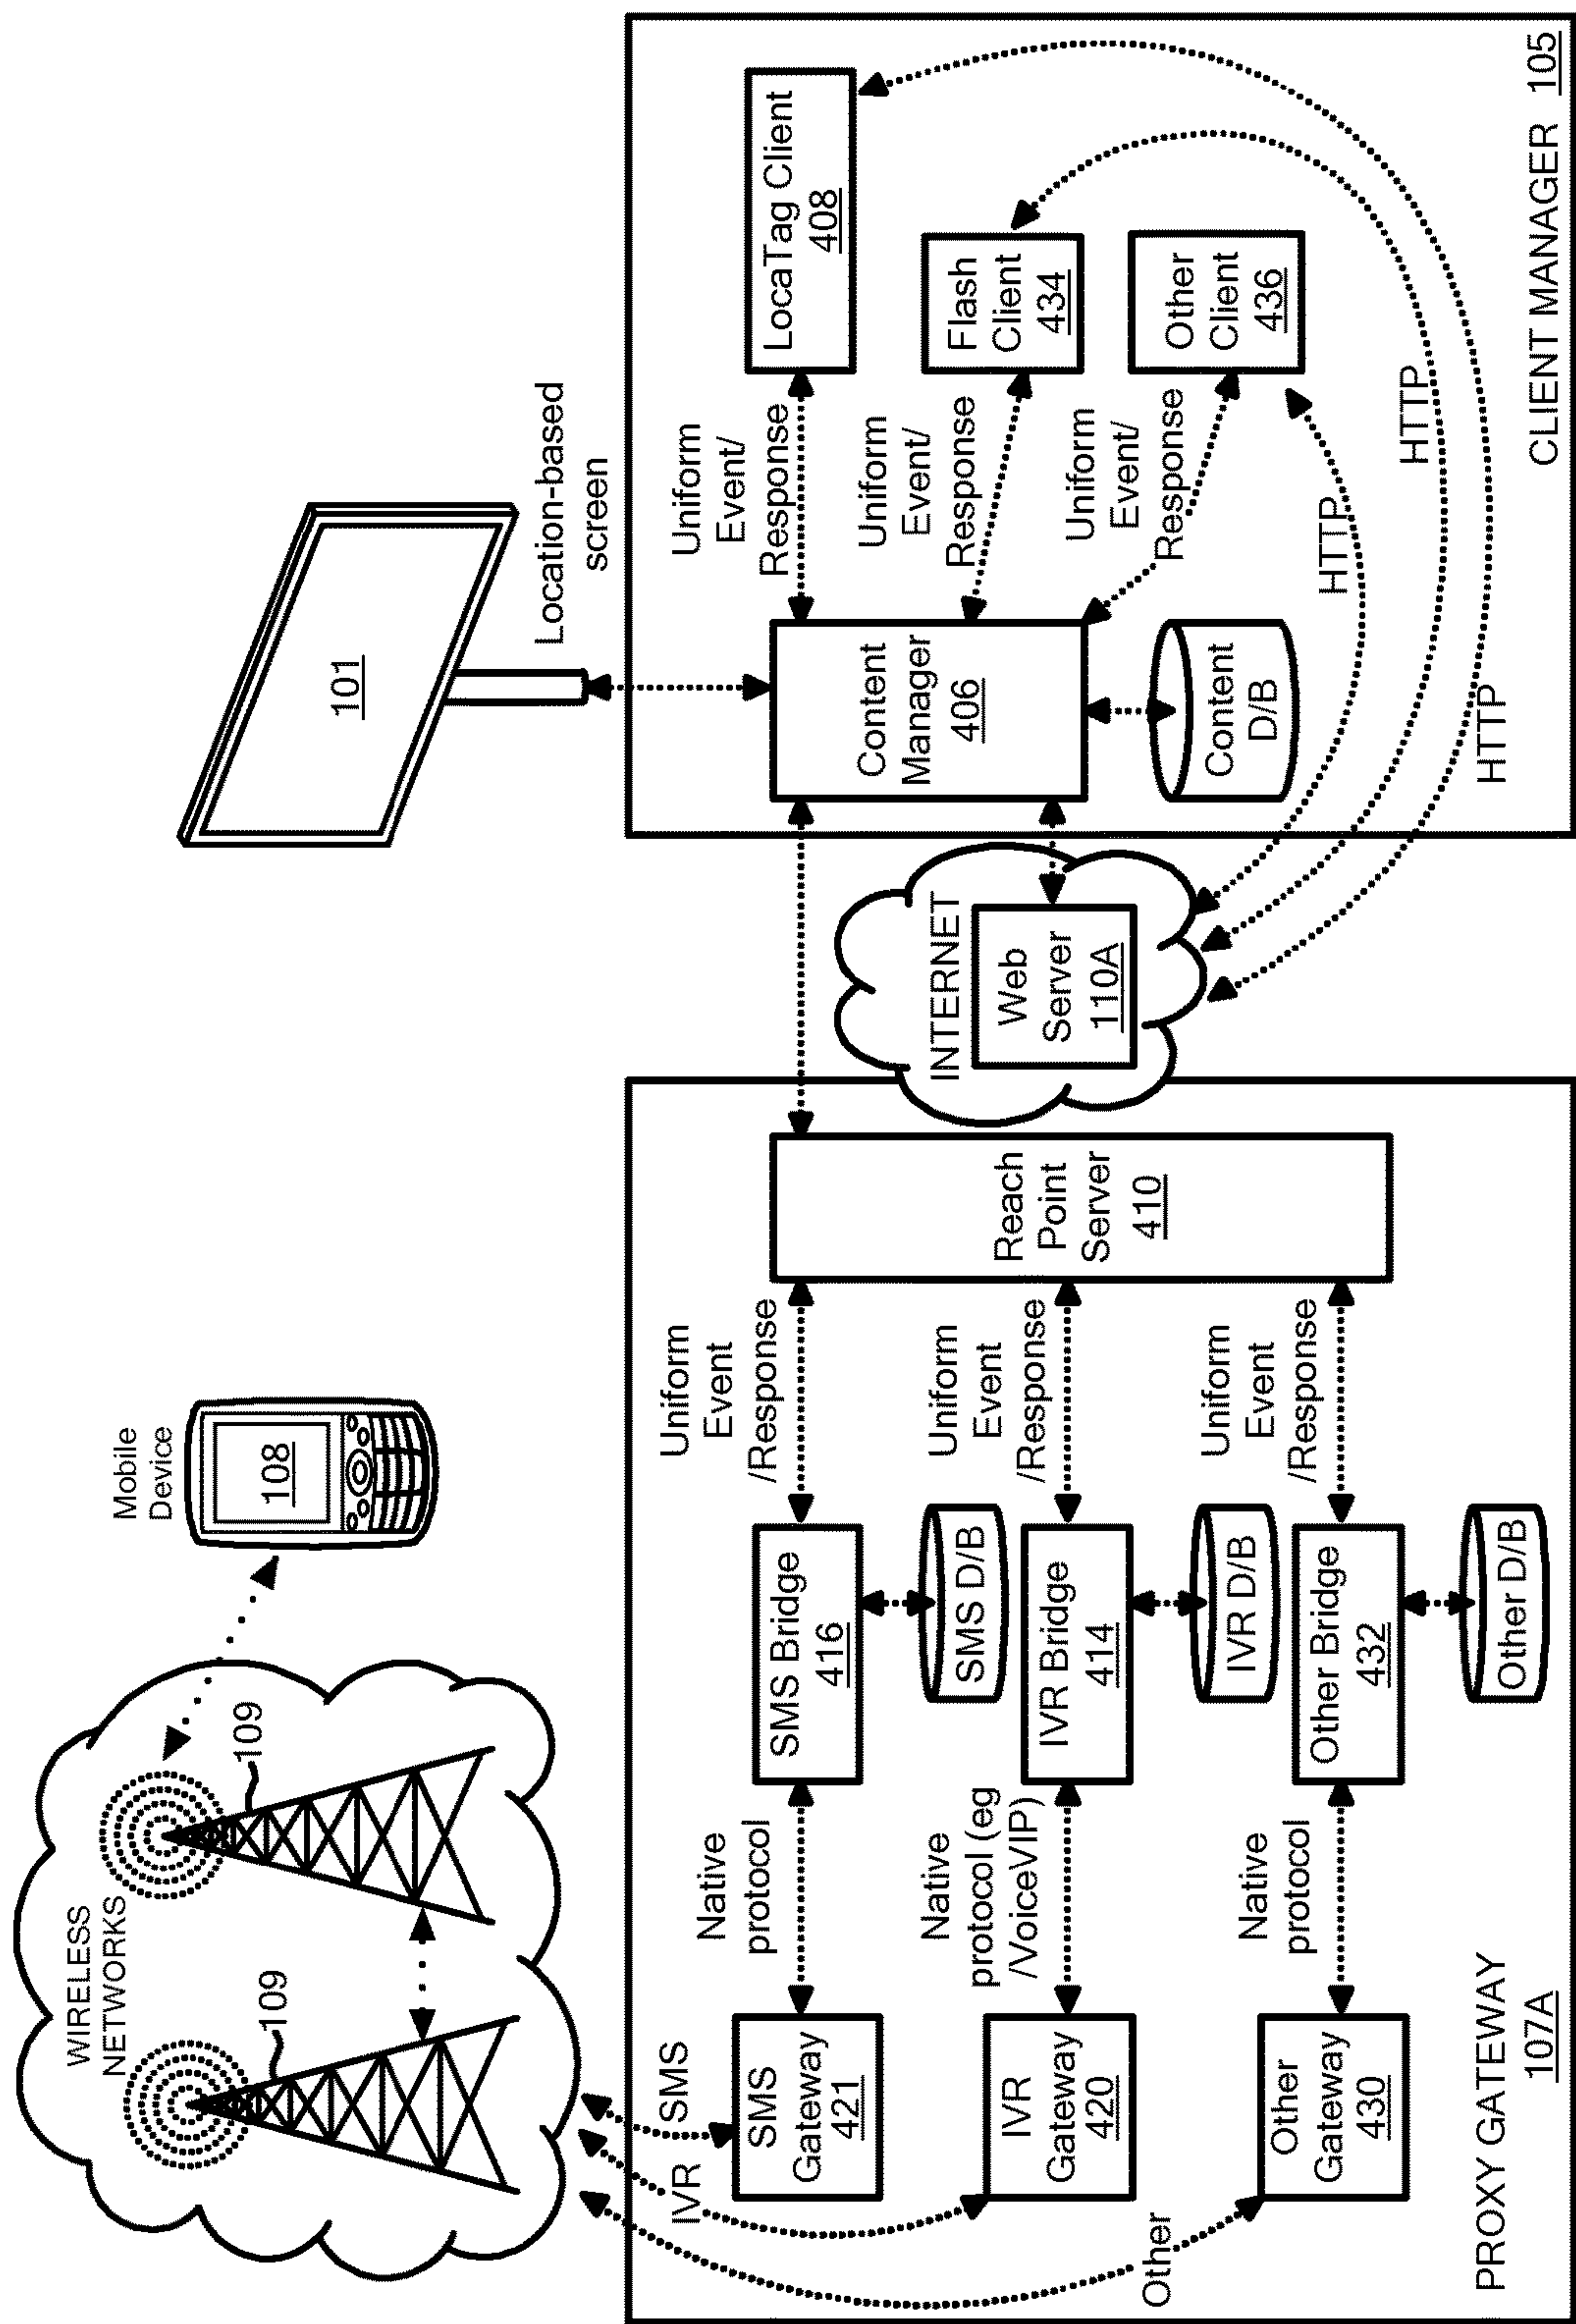 WIRELESS
NETWORKS
109
109
Mobile
Device
108
101
Location-based
screen
SMS
IVR
Other
SMS
Gateway
421
Native
protocol
SMS Bridge
416
SMS D/B
Uniform
Event
/Response
IVR
Gateway
420
Native
protocol (eg
/VoiceVIP)
IVR Bridge
414
IVR D/B
Uniform
Event
/Response
Other
Gateway
430
Native
protocol
Other Bridge
432
Other D/B
Uniform
Event
/Response
Reach
Point
Server
410
PROXY GATEWAY
107A
INTERNET
Web
Server
110A
Content
Manager
406
Content
D/B
Uniform
Event/
Response
LocaTag Client
408
Uniform
Event/
Response
Flash
Client
434
Uniform
Event/
Response
Other
Client
436
HTTP
HTTP
HTTP
CLIENT MANAGER 105